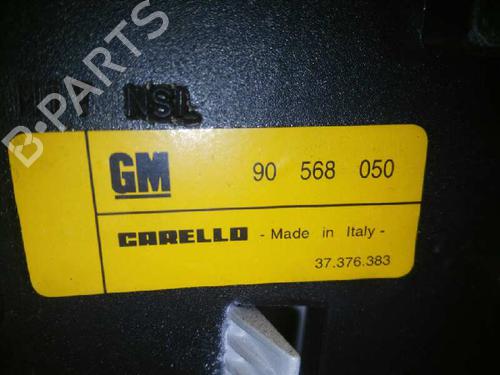 NSL
B-PARTS
GM 90 568 050
CARELLO - Made in Italy -
37.376.383